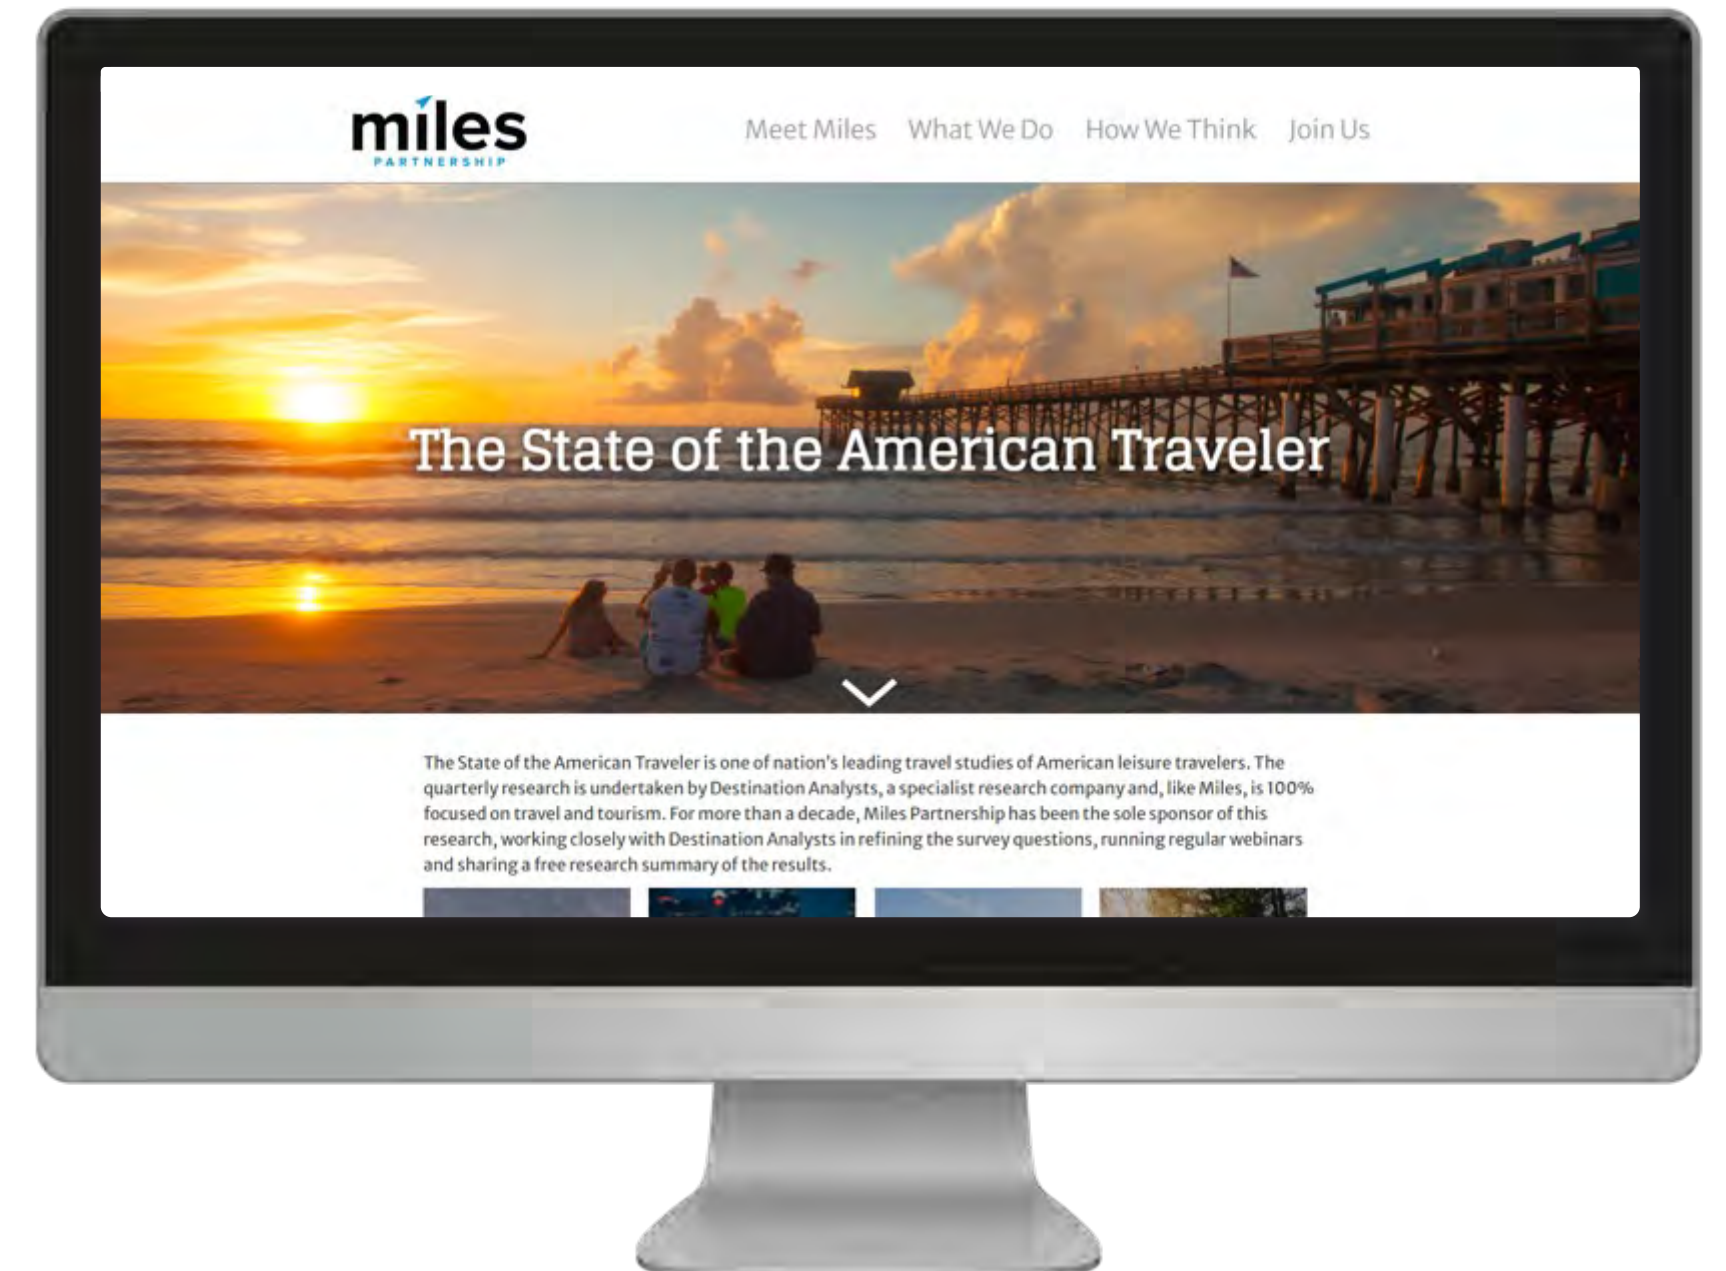 miles
PARTNERSHIP
Meet Miles What We Do How We Think Join Us
The State of the American Traveler
The State of the American Traveler is one of nation's leading travel studies of American leisure travelers. The
quarterly research is undertaken by Destination Analysts, a specialist research company and, like Miles, is 100%
focused on travel and tourism. For more than a decade, Miles Partnership has been the sole sponsor of this
research, working closely with Destination Analysts in refining the survey questions, running regular webinars
and sharing a free research summary of the results.